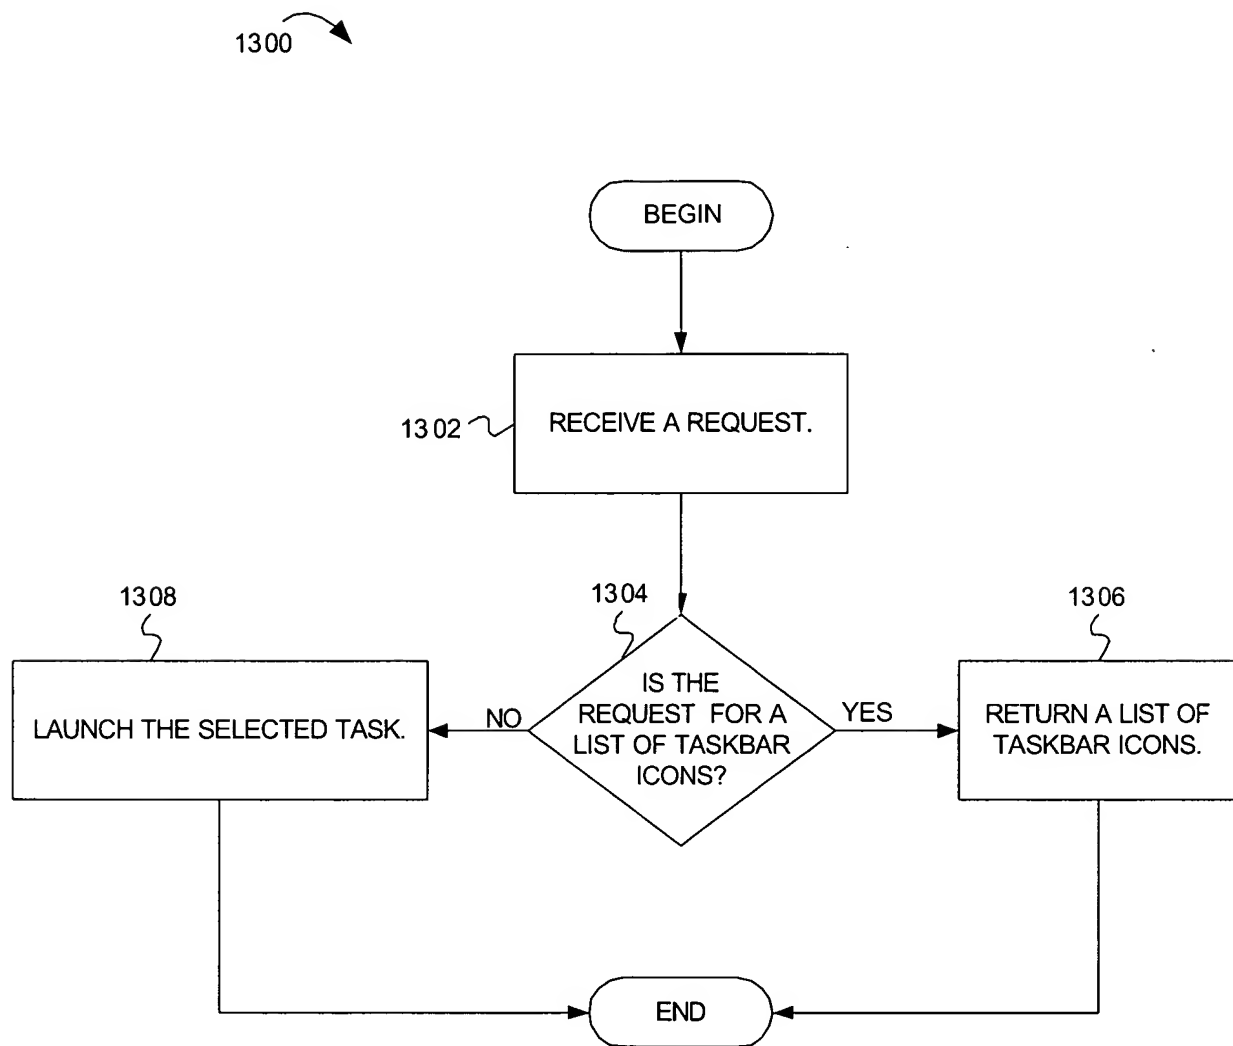 1300
BEGIN
1302
RECEIVE A REQUEST.
1308
1304
1306
LAUNCH THE SELECTED TASK.
NO
IS THE
REQUEST FOR A
LIST OF TASKBAR
ICONS?
YES
RETURN A LIST OF
TASKBAR ICONS.
END